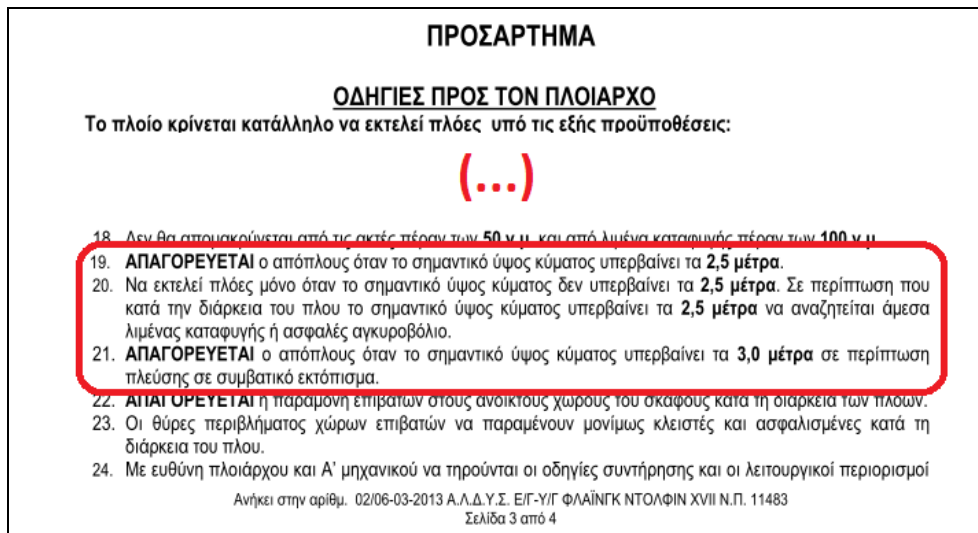 ΠΡΟΣΑΡΤΗΜΑ
ΟΔΗΓΙΕΣ ΠΡΟΣ ΤΟΝ ΠΛΟΙΑΡΧΟ
Το πλοίο κρίνεται κατάλληλο να εκτελεί πλόες υπό τις εξής προϋποθέσεις:
(...)
18. Δεν θα απομακρύνεται από τις ακτές πέραν των 50 ν.μ. και από λιμένα καταφυγής πέραν των 100 ν.μ.
19. ΑΠΑΓΟΡΕΥΕΤΑΙ ο απόπλους όταν το σημαντικό ύψος κύματος υπερβαίνει τα 2,5 μέτρα.
20. Να εκτελεί πλόες μόνο όταν το σημαντικό ύψος κύματος δεν υπερβαίνει τα 2,5 μέτρα. Σε περίπτωση που
κατά την διάρκεια του πλου το σημαντικό ύψος κύματος υπερβαίνει τα 2,5 μέτρα να αναζητείται άμεσα
λιμένας καταφυγής ή ασφαλές αγκυροβόλιο.
21. ΑΠΑΓΟΡΕΥΕΤΑΙ ο απόπλους όταν το σημαντικό ύψος κύματος υπερβαίνει τα 3,0 μέτρα σε περίπτωση
πλεύσης σε συμβατικό εκτόπισμα.
22. ΑΠΑΓΟΡΕΥΕΤΑΙ η παραμονή επιβατών στους ανοικτούς χώρους του σκάφους κατά τη διάρκεια των πλόων.
23. Οι θύρες περιβλήματος χώρων επιβατών να παραμένουν μονίμως κλειστές και ασφαλισμένες κατά τη
διάρκεια του πλου.
24. Με ευθύνη πλοιάρχου και Α' μηχανικού να τηρούνται οι οδηγίες συντήρησης και οι λειτουργικοί περιορισμοί
Ανήκει στην αρίθμ. 02/06-03-2013 Α.Λ.Δ.Υ.Σ. Ε/Γ-Υ/Γ ΦΛΑΪΝΓΚ ΝΤΟΛΦΙΝ XVII Ν.Π. 11483
Σελίδα 3 από 4